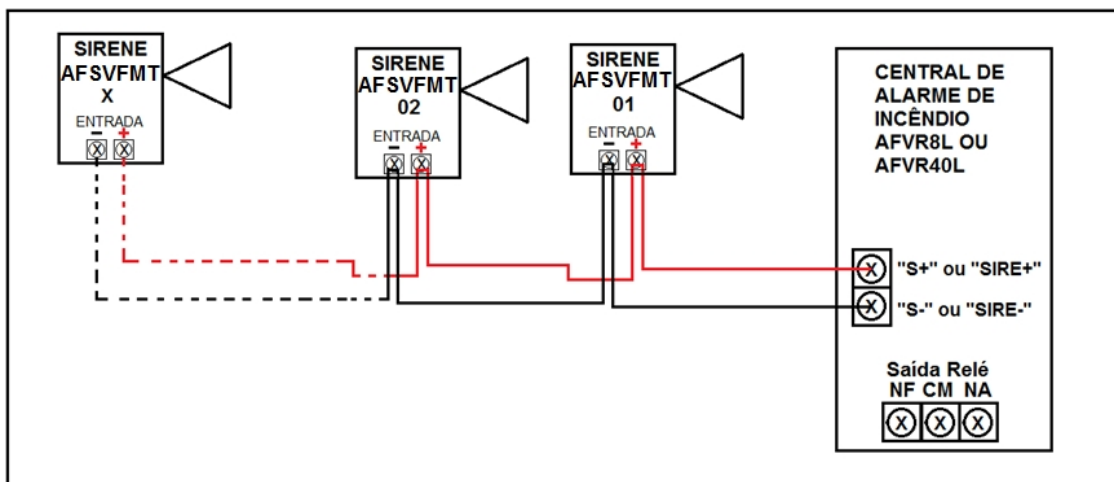 SIRENE
AFSVFMT
X
ENTRADA
- +
X X
SIRENE
AFSVFMT
02
ENTRADA
- +
X X
SIRENE
AFSVFMT
01
ENTRADA
- +
X X
CENTRAL DE
ALARME DE
INCÊNDIO
AFVR8L OU
AFVR40L
X "S+" ou "SIRE+"
X "S-" ou "SIRE-"
Saída Relé
NF CM NA
X X X